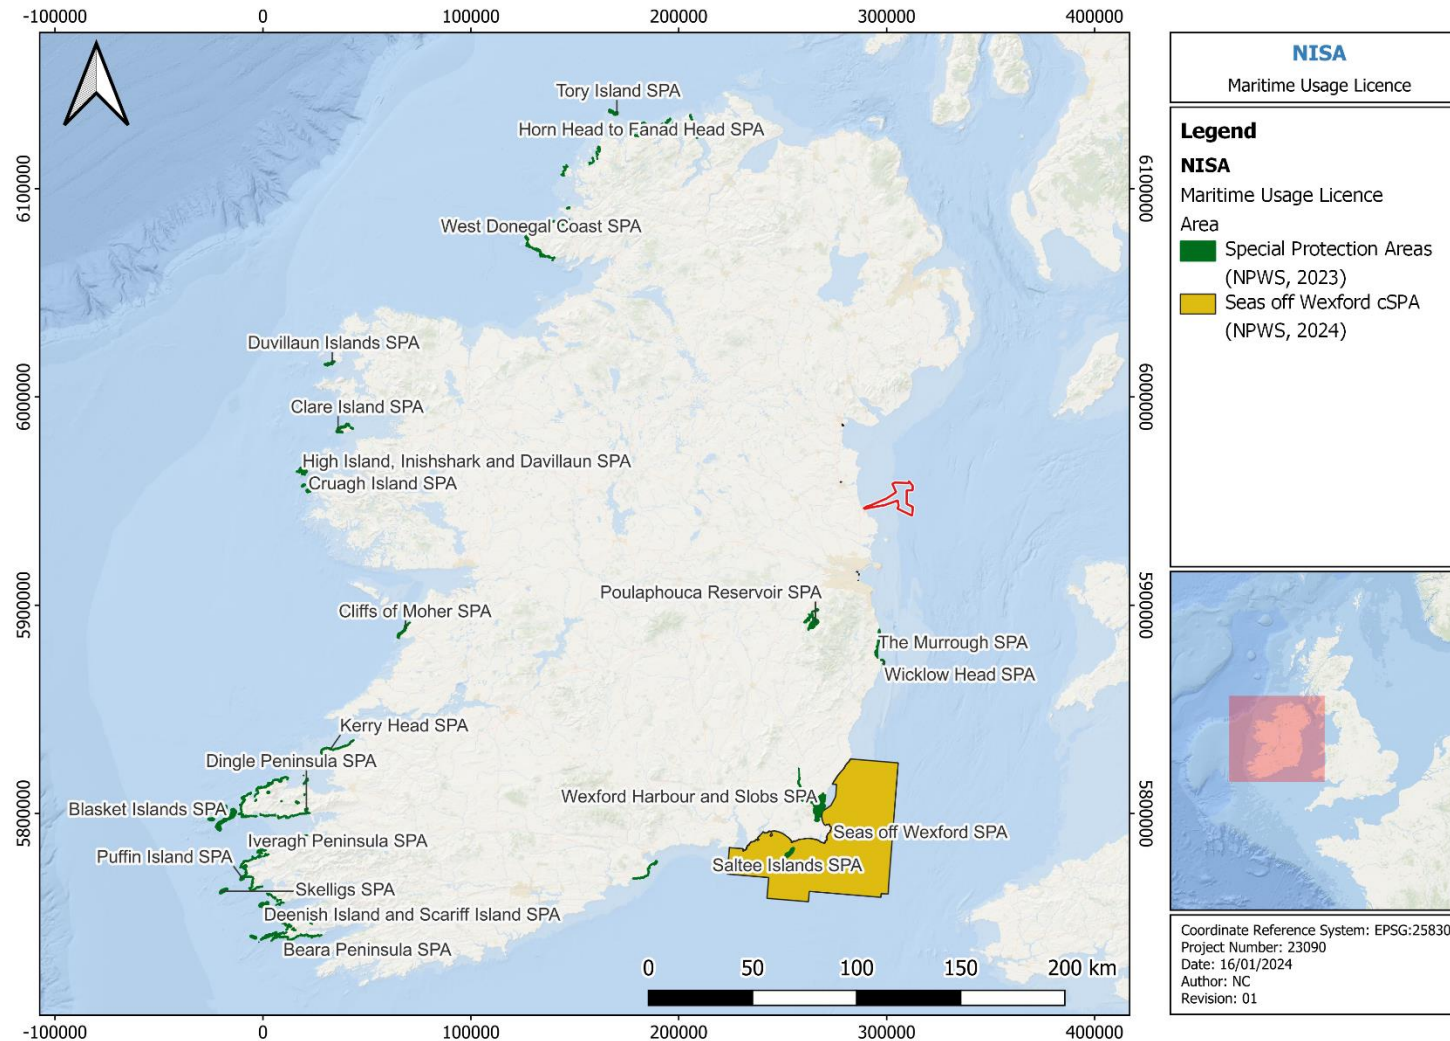 -100000 0 100000 200000 300000 400000
NISA
Maritime Usage Licence
Legend
NISA
Maritime Usage Licence
Area
Special Protection Areas
(NPWS, 2023)
Seas off Wexford cSPA
(NPWS, 2024)
Tory Island SPA
Horn Head to Fanad Head SPA
6100000 6100000
West Donegal Coast SPA
Duvillaun Islands SPA
6000000 6000000
Clare Island SPA
High Island, Inishshark and Davillaun SPA
Cruagh Island SPA
Poulaphouca Reservoir SPA
5900000 5900000
Cliffs of Moher SPA
The Murrough SPA
Wicklow Head SPA
Kerry Head SPA
Dingle Peninsula SPA
Wexford Harbour and Slobs SPA
5800000 5800000
Blasket Islands SPA
Seas off Wexford SPA
Iveragh Peninsula SPA
Puffin Island SPA
Saltee Islands SPA
Skelligs SPA
Deenish Island and Scariff Island SPA
Beara Peninsula SPA
0 50 100 150 200 km
-100000 0 100000 200000 300000 400000
Coordinate Reference System: EPSG:25830
Project Number: 23090
Date: 16/01/2024
Author: NC
Revision: 01